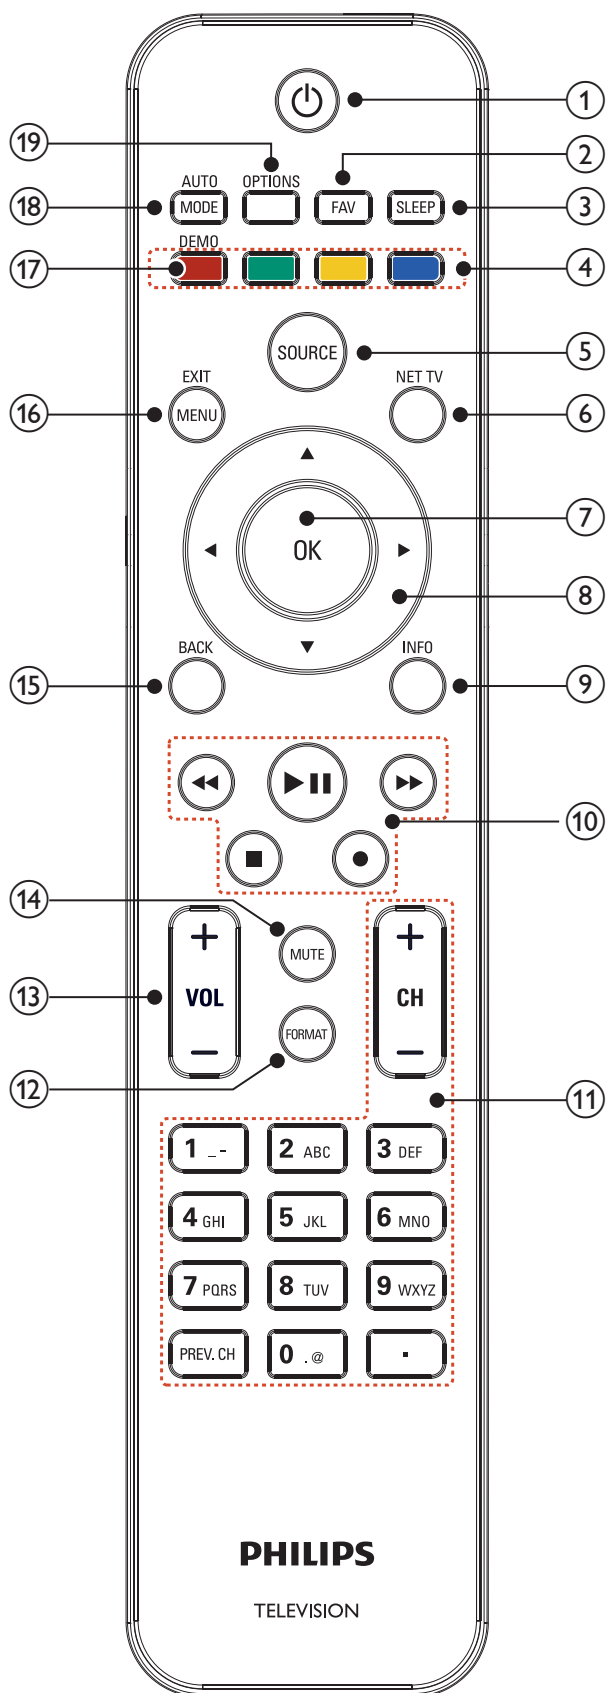 1
19
2
AUTO OPTIONS
18 MODE FAV SLEEP 3
DEMO
17 4
SOURCE 5
EXIT NET TV
16 MENU 6
7
OK
8
BACK INFO
15 9
10
14
+ +
MUTE
13 VOL CH
FORMAT
– –
12 11
1 _- 2 ABC 3 DEF
4 GHI 5 JKL 6 MNO
7 PQRS 8 TUV 9 WXYZ
PREV. CH 0 .@ .
PHILIPS
TELEVISION